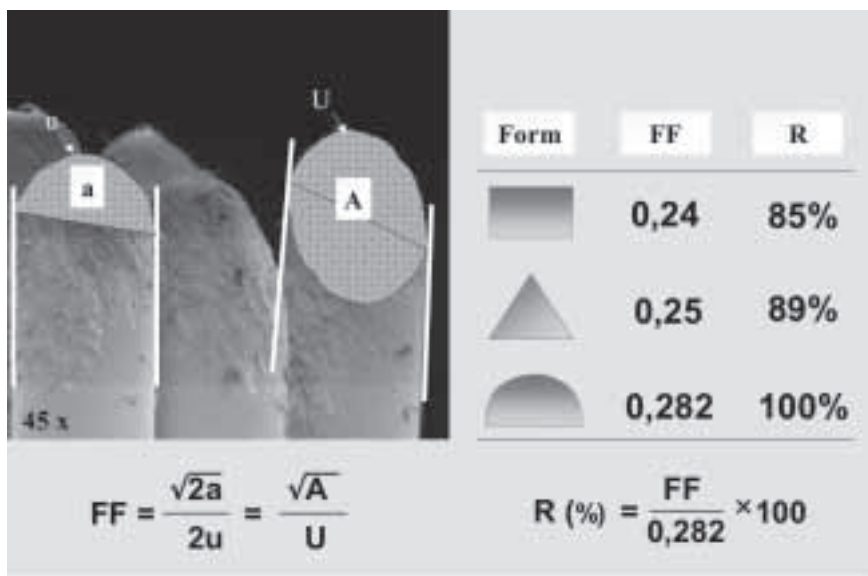 u
a
U
A
45 x
Form FF R
0,24 85%
0,25 89%
0,282 100%
FF = √2a / 2u = √A / U
R (%) = FF / 0,282 × 100